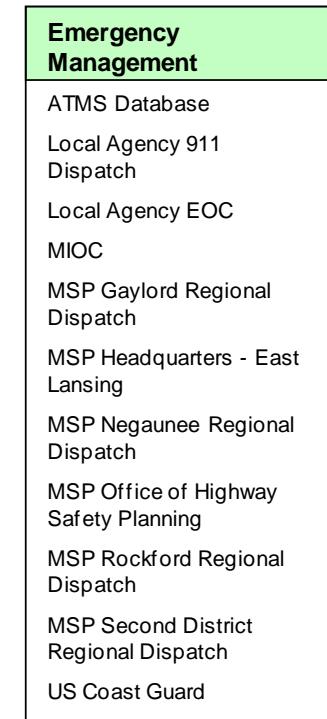 Emergency
Management
ATMS Database
Local Agency 911
Dispatch
Local Agency EOC
MIOC
MSP Gaylord Regional
Dispatch
MSP Headquarters - East
Lansing
MSP Negaunee Regional
Dispatch
MSP Office of Highway
Safety Planning
MSP Rockford Regional
Dispatch
MSP Second District
Regional Dispatch
US Coast Guard